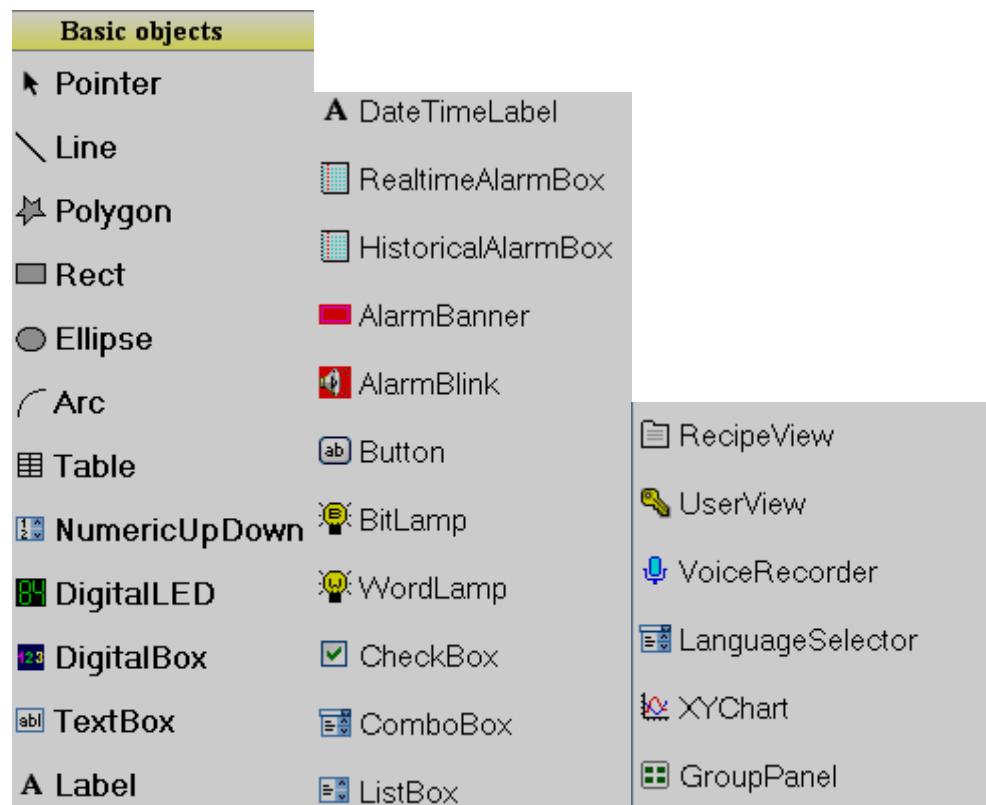 Basic objects
Pointer
Line
Polygon
Rect
Ellipse
Arc
Table
NumericUpDown
DigitalLED
DigitalBox
TextBox
Label
DateTimeLabel
RealtimeAlarmBox
HistoricalAlarmBox
AlarmBanner
AlarmBlink
Button
BitLamp
WordLamp
CheckBox
ComboBox
ListBox
RecipeView
UserView
VoiceRecorder
LanguageSelector
XYChart
GroupPanel